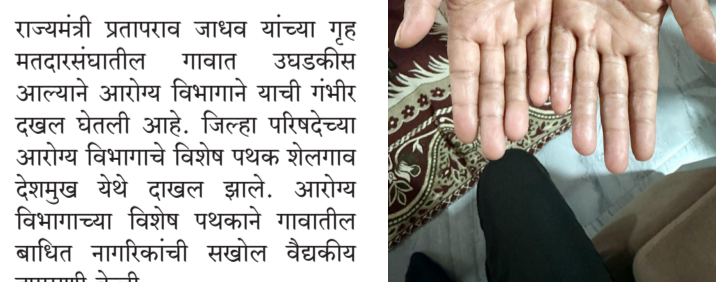 राज्यमंत्री प्रतापराव जाधव यांच्या गृह
मतदारसंघातील गावात उघडकीस
आल्याने आरोग्य विभागाने याची गंभीर
दखल घेतली आहे. जिल्हा परिषदेच्या
आरोग्य विभागाचे विशेष पथक शेलगाव
देशमुख येथे दाखल झाले. आरोग्य
विभागाच्या विशेष पथकाने गावातील
बाधित नागरिकांची सखोल वैद्यकीय